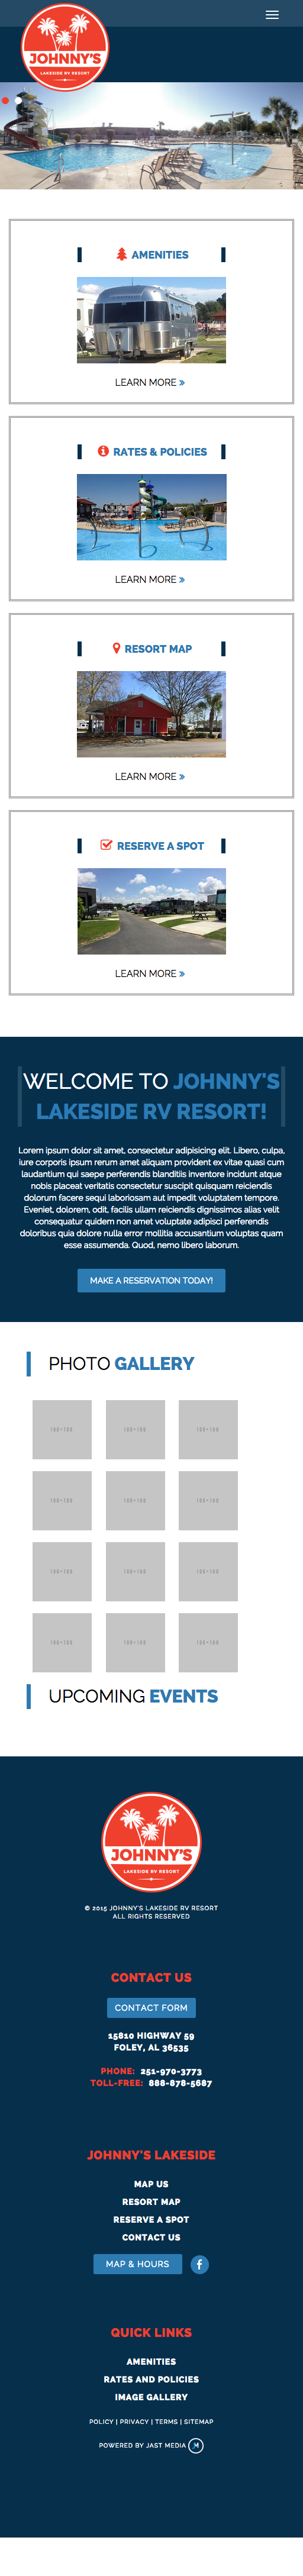 JOHNNY'S
LAKESIDE RV RESORT
AMENITIES
LEARN MORE »
RATES & POLICIES
LEARN MORE »
RESORT MAP
LEARN MORE »
RESERVE A SPOT
LEARN MORE »
WELCOME TO JOHNNY'S
LAKESIDE RV RESORT!
Lorem ipsum dolor sit amet, consectetur adipisicing elit. Libero, culpa,
iure corporis ipsum rerum amet aliquam provident ex vitae quasi cum
laudantium qui saepe perferendis blanditiis inventore incidunt atque
nobis placeat veritatis consectetur suscipit quisquam reiciendis
dolorum facere sequi laboriosam aut impedit voluptatem tempore.
Eveniet, dolorem, odit, facilis ullam reiciendis dignissimos alias velit
consequatur quidem non amet voluptate adipisci perferendis
doloribus quia dolore nulla error mollitia accusantium voluptas quam
esse assumenda. Quod, nemo libero laborum.
MAKE A RESERVATION TODAY!
PHOTO GALLERY
100×100 100×100 100×100
100×100 100×100 100×100
100×100 100×100 100×100
100×100 100×100 100×100
UPCOMING EVENTS
JOHNNY'S
LAKESIDE RV RESORT
© 2015 JOHNNY'S LAKESIDE RV RESORT
ALL RIGHTS RESERVED
CONTACT US
CONTACT FORM
15810 HIGHWAY 59
FOLEY, AL 36535
PHONE: 251-970-3773
TOLL-FREE: 888-878-5687
JOHNNY'S LAKESIDE
MAP US
RESORT MAP
RESERVE A SPOT
CONTACT US
MAP & HOURS f
QUICK LINKS
AMENITIES
RATES AND POLICIES
IMAGE GALLERY
POLICY | PRIVACY | TERMS | SITEMAP
POWERED BY JAST MEDIA